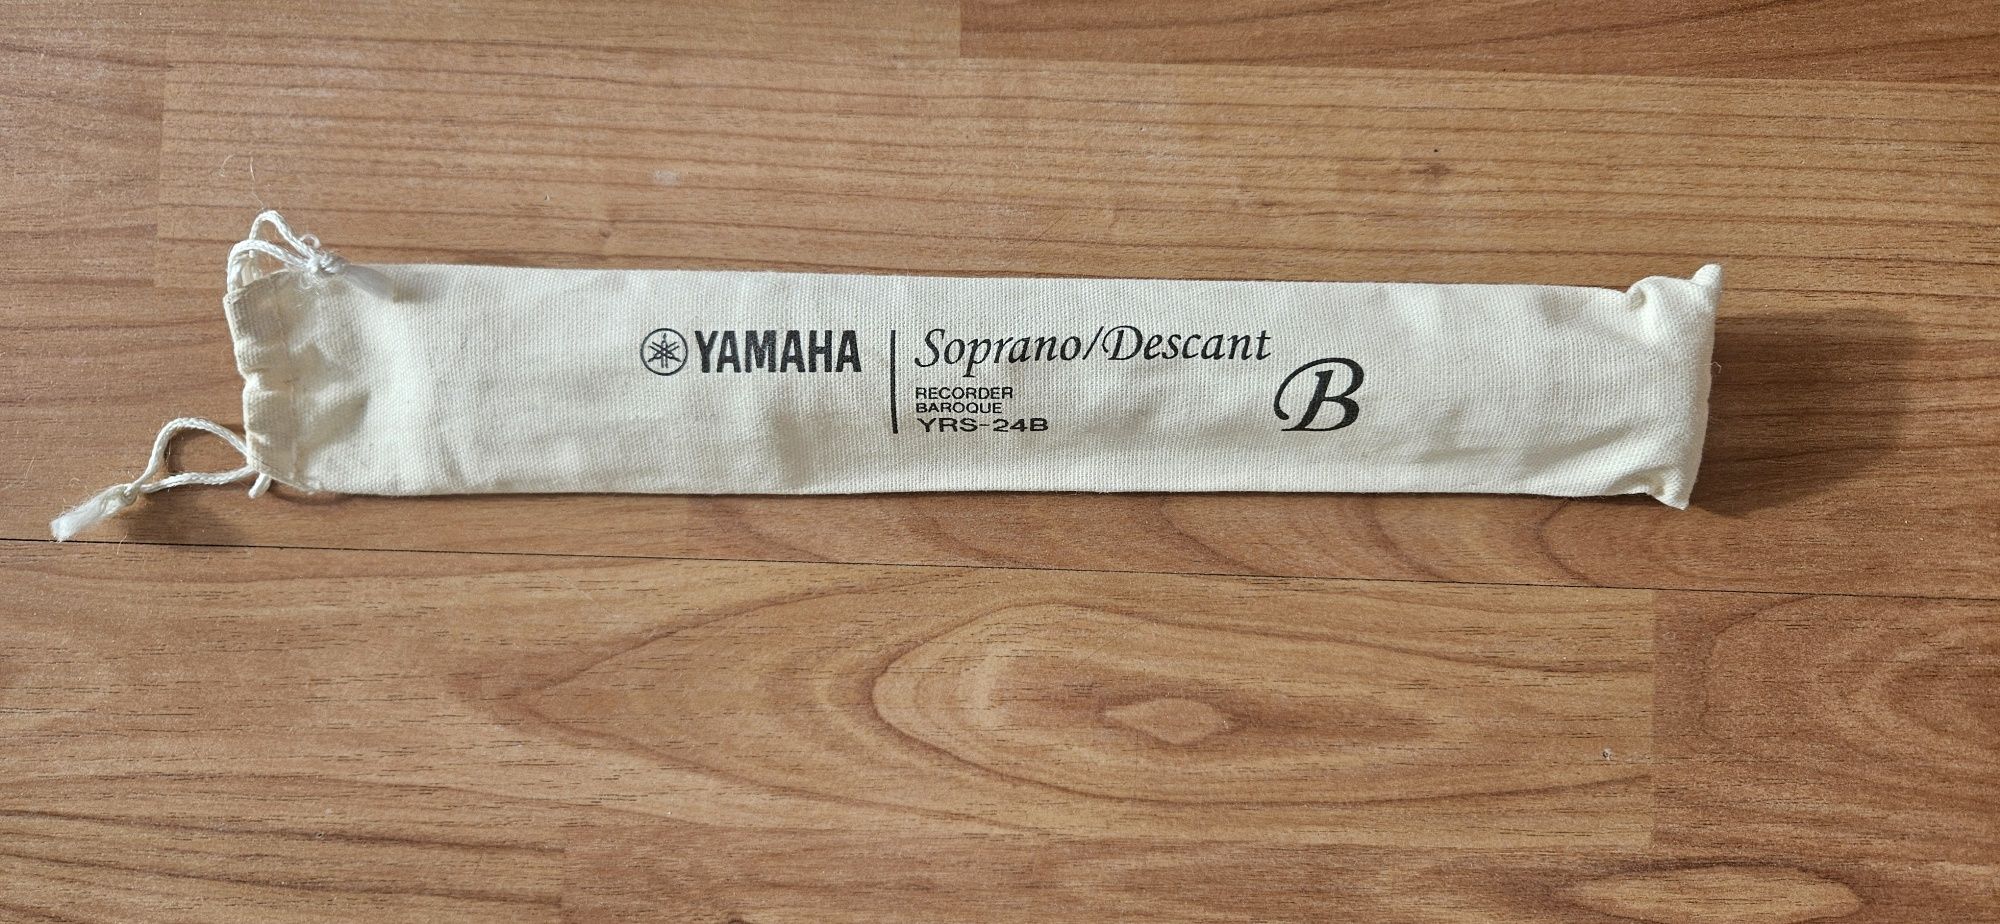 YAMAHA
Soprano/Descant
RECORDER
BAROQUE
YRS-24B
B